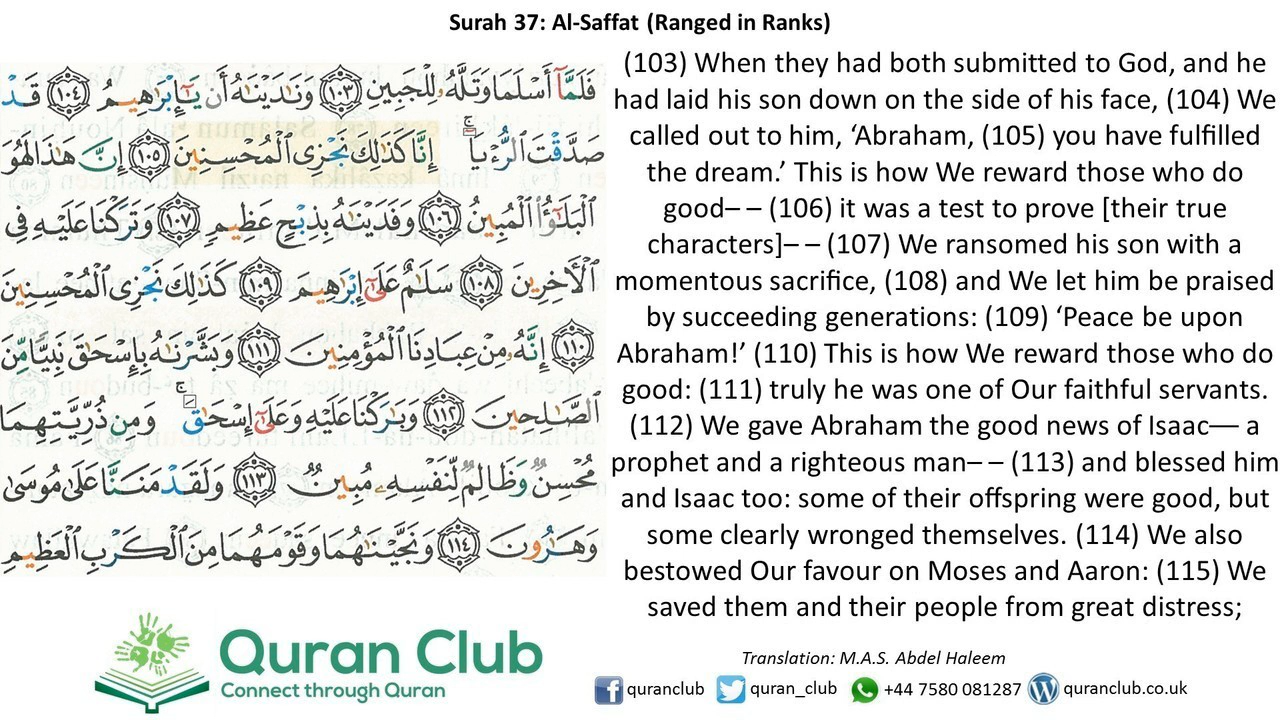 Surah 37: Al-Saffat (Ranged in Ranks)
فَلَمَّآ أَسْلَمَا وَتَلَّهُۥ لِلْجَبِينِ ١٠٣ وَنَٰدَيْنَٰهُ أَن يَٰٓإِبْرَٰهِيمُ ١٠٤ قَدْ
صَدَّقْتَ ٱلرُّءْيَآ ۚ إِنَّا كَذَٰلِكَ نَجْزِى ٱلْمُحْسِنِينَ ١٠٥ إِنَّ هَٰذَا لَهُوَ
ٱلْبَلَٰٓؤُا۟ ٱلْمُبِينُ ١٠٦ وَفَدَيْنَٰهُ بِذِبْحٍ عَظِيمٍ ١٠٧ وَتَرَكْنَا عَلَيْهِ فِى
ٱلْأَخِرِينَ ١٠٨ سَلَٰمٌ عَلَىٰٓ إِبْرَٰهِيمَ ١٠٩ كَذَٰلِكَ نَجْزِى ٱلْمُحْسِنِينَ
١١٠ إِنَّهُۥ مِنْ عِبَادِنَا ٱلْمُؤْمِنِينَ ١١١ وَبَشَّرْنَٰهُ بِإِسْحَٰقَ نَبِيًّا مِّنَ
ٱلصَّٰلِحِينَ ١١٢ وَبَٰرَكْنَا عَلَيْهِ وَعَلَىٰٓ إِسْحَٰقَ ۚ وَمِن ذُرِّيَّتِهِمَا
مُحْسِنٌ وَظَالِمٌ لِّنَفْسِهِۦ مُبِينٌ ١١٣ وَلَقَدْ مَنَنَّا عَلَىٰ مُوسَىٰ
وَهَٰرُونَ ١١٤ وَنَجَّيْنَٰهُمَا وَقَوْمَهُمَا مِنَ ٱلْكَرْبِ ٱلْعَظِيمِ
(103) When they had both submitted to God, and he
had laid his son down on the side of his face, (104) We
called out to him, ‘Abraham, (105) you have fulfilled
the dream.’ This is how We reward those who do
good– – (106) it was a test to prove [their true
characters]– – (107) We ransomed his son with a
momentous sacrifice, (108) and We let him be praised
by succeeding generations: (109) ‘Peace be upon
Abraham!’ (110) This is how We reward those who do
good: (111) truly he was one of Our faithful servants.
(112) We gave Abraham the good news of Isaac–– a
prophet and a righteous man– – (113) and blessed him
and Isaac too: some of their offspring were good, but
some clearly wronged themselves. (114) We also
bestowed Our favour on Moses and Aaron: (115) We
saved them and their people from great distress;
Quran Club
Connect through Quran
Translation: M.A.S. Abdel Haleem
quranclub quran_club +44 7580 081287 quranclub.co.uk